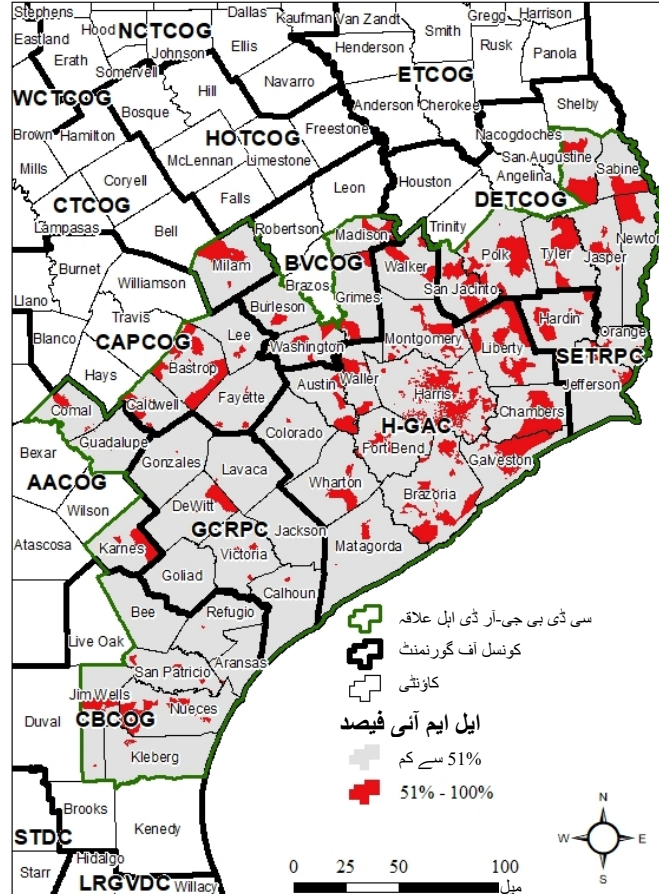 Stephens
Hood
NCTCOG
Dallas
Kaufman
Van Zandt
Gregg
Harrison
Eastland
Johnson
Ellis
Smith
Rusk
Erath
Somervell
Henderson
Panola
Navarro
ETCOG
WCTCOG
Hill
Bosque
Anderson
Cherokee
Shelby
Brown
Hamilton
HOTCOG
Freestone
Nacogdoches
Mills
McLennan
Limestone
San Augustine
Sabine
Coryell
Leon
Houston
Angelina
CTCOG
Falls
DETCOG
Lampasas
Bell
Robertson
Madison
Trinity
Newton
Burnet
Milam
BVCOG
Walker
Polk
Tyler
Jasper
Williamson
Brazos
San Jacinto
Llano
Burleson
Grimes
Travis
Hardin
Blanco
CAPCOG
Lee
Washington
Montgomery
Liberty
Orange
Hays
Bastrop
SETRPC
Austin
Waller
Harris
Jefferson
Comal
Caldwell
Fayette
Chambers
Guadalupe
Colorado
H-GAC
Bexar
Gonzales
Fort Bend
Galveston
AACOG
Lavaca
Wharton
Wilson
DeWitt
Brazoria
Atascosa
Karnes
GCRPC
Jackson
Victoria
Matagorda
Goliad
Calhoun
Bee
Refugio
Live Oak
Aransas
San Patricio
Jim Wells
Nueces
Duval
CBCOG
Kleberg
Brooks
Kenedy
STDC
Hidalgo
Starr
LRGVDC
Willacy
سی ڈی بی جی-آر ڈی اہل علاقہ
کونسل آف گورنمنٹ
کاؤنٹی
ایل ایم آئی فیصد
51% سے کم
51% - 100%
N
W
E
S
0 25 50 100
میل